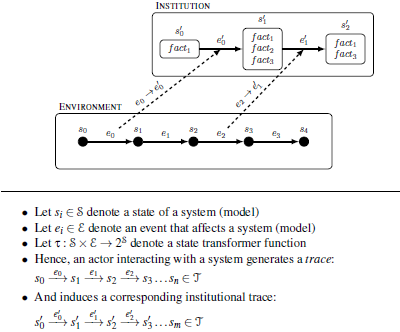 INSTITUTION
s′₀ s′₁ s′₂
fact₁ e′₀ fact₁ fact₂ fact₃ e′₁ fact₁ fact₃
e₀ → e′₀ e₂ → e′₁
ENVIRONMENT
s₀ s₁ s₂ s₃ s₄
e₀ e₁ e₂ e₃
• Let sᵢ ∈ S denote a state of a system (model)
• Let eᵢ ∈ ℰ denote an event that affects a system (model)
• Let τ : S × ℰ → 2^S denote a state transformer function
• Hence, an actor interacting with a system generates a trace:
s₀ —e₀→ s₁ —e₁→ s₂ —e₂→ s₃ … sₙ ∈ 𝒯
• And induces a corresponding institutional trace:
s′₀ —e′₀→ s′₁ —e′₁→ s′₂ —e′₂→ s′₃ … sₘ ∈ 𝒯